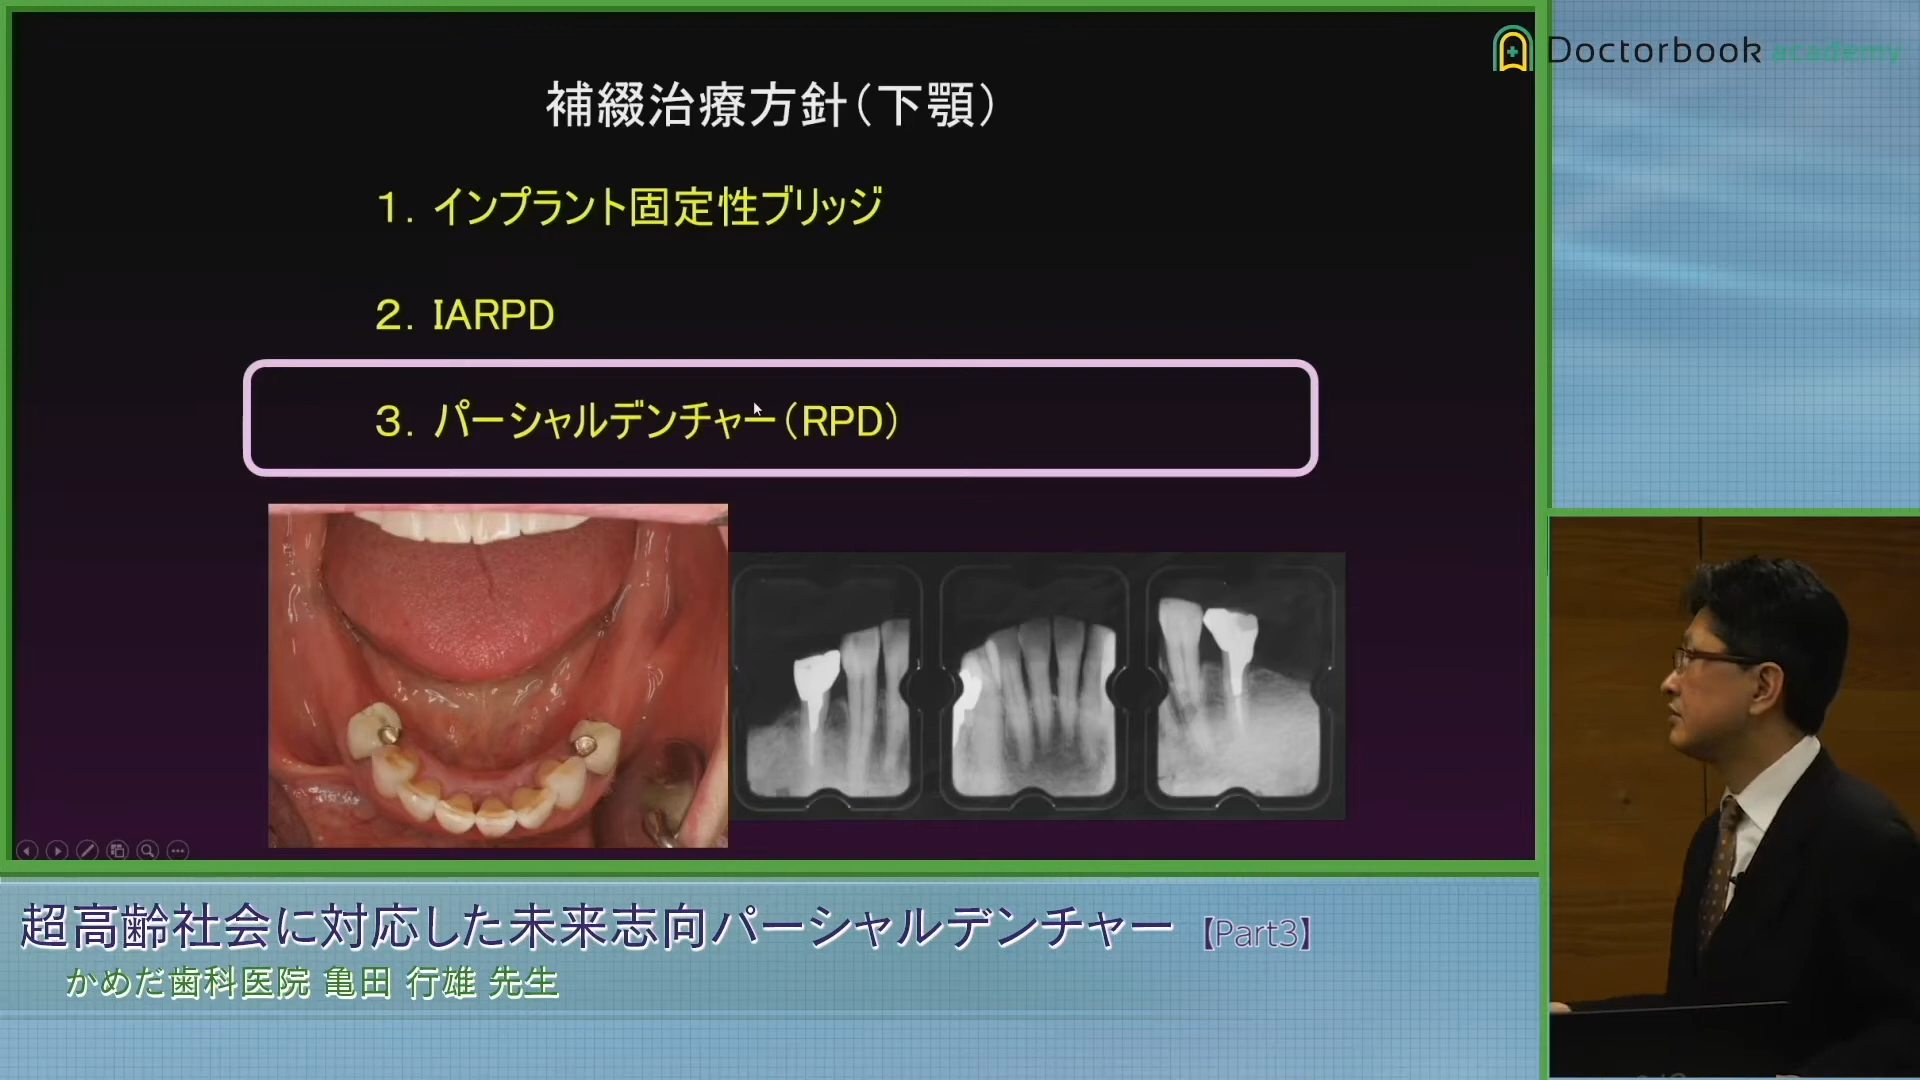 Doctorbook academy
補綴治療方針(下顎)
1. インプラント固定性ブリッジ
2. IARPD
3. パーシャルデンチャー(RPD)
超高齢社会に対応した未来志向パーシャルデンチャー 【Part3】
かめだ歯科医院 亀田 行雄 先生